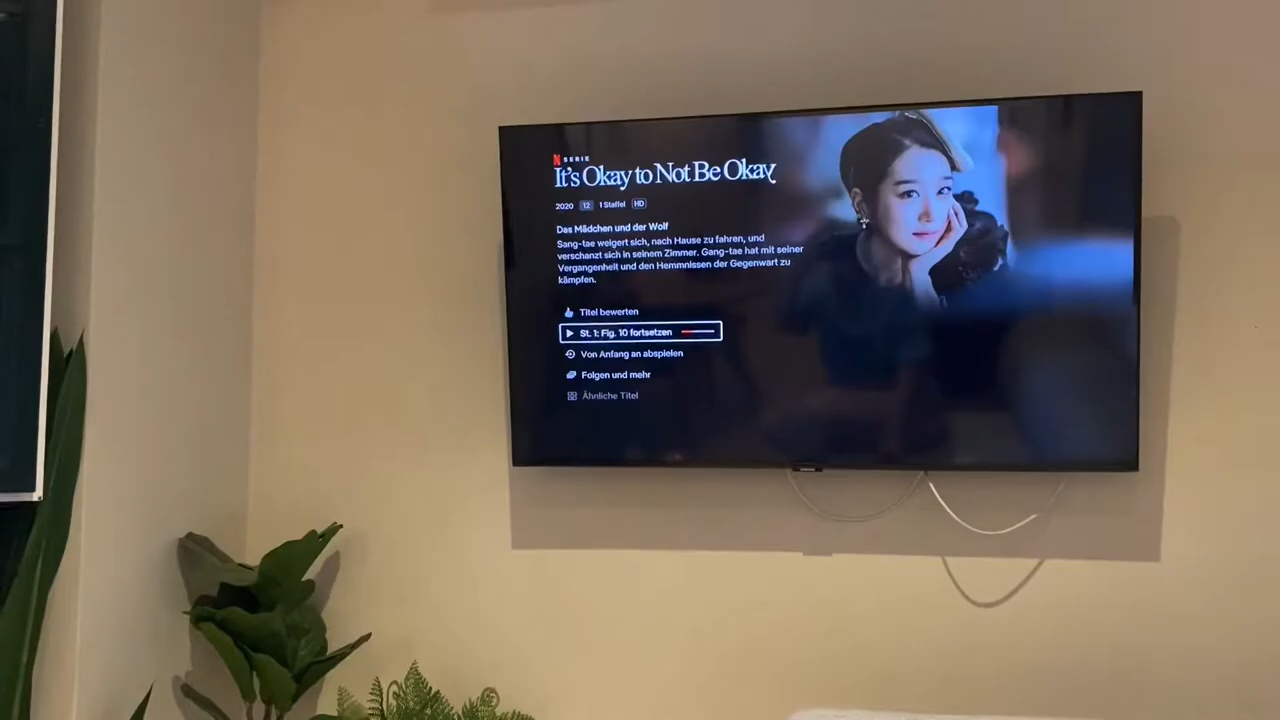 N SERIE
It's Okay to Not Be Okay
2020 12 1 Staffel HD
Das Mädchen und der Wolf
Sang-tae weigert sich, nach Hause zu fahren, und
verschanzt sich in seinem Zimmer. Gang-tae hat mit seiner
Vergangenheit und den Hemmnissen der Gegenwart zu
kämpfen.
Titel bewerten
St. 1: Flg. 10 fortsetzen
Von Anfang an abspielen
Folgen und mehr
Ähnliche Titel
SAMSUNG